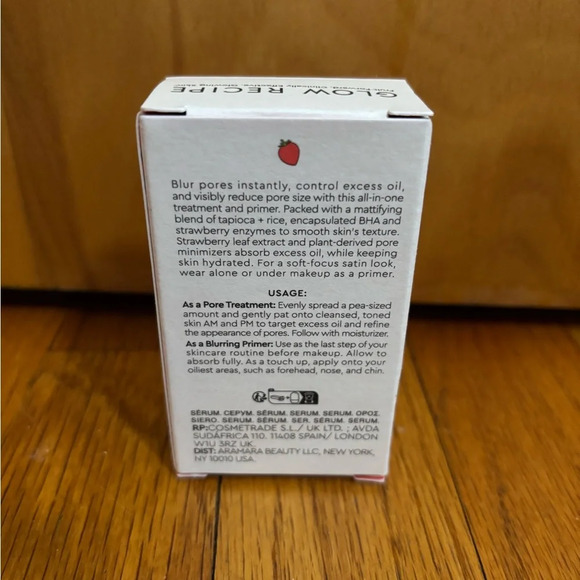 GLOW RECIPE
Fruit-Forward, Clinically Effective, Glowing Skin
Blur pores instantly, control excess oil,
and visibly reduce pore size with this all-in-one
treatment and primer. Packed with a mattifying
blend of tapioca + rice, encapsulated BHA and
strawberry enzymes to smooth skin's texture.
Strawberry leaf extract and plant-derived pore
minimizers absorb excess oil, while keeping
skin hydrated. For a soft-focus satin look,
wear alone or under makeup as a primer.
USAGE:
As a Pore Treatment: Evenly spread a pea-sized
amount and gently pat onto cleansed, toned
skin AM and PM to target excess oil and refine
the appearance of pores. Follow with moisturizer.
As a Blurring Primer: Use as the last step of your
skincare routine before makeup. Allow to
absorb fully. As a touch up, apply onto your
oiliest areas, such as forehead, nose, and chin.
SÉRUM. СЕРУМ. SÉRUM. SERUM. SERUM. ΟΡΟΣ.
SIERO. SERUM. SÉRUM. SER. SÉRUM. SERUM.
RP:COSMETRADE S.L./ UK LTD. ; AVDA
SUDÁFRICA 110. 11408 SPAIN/ LONDON
W1U 3RZ UK.
DIST: ARAMARA BEAUTY LLC, NEW YORK,
NY 10010 USA.